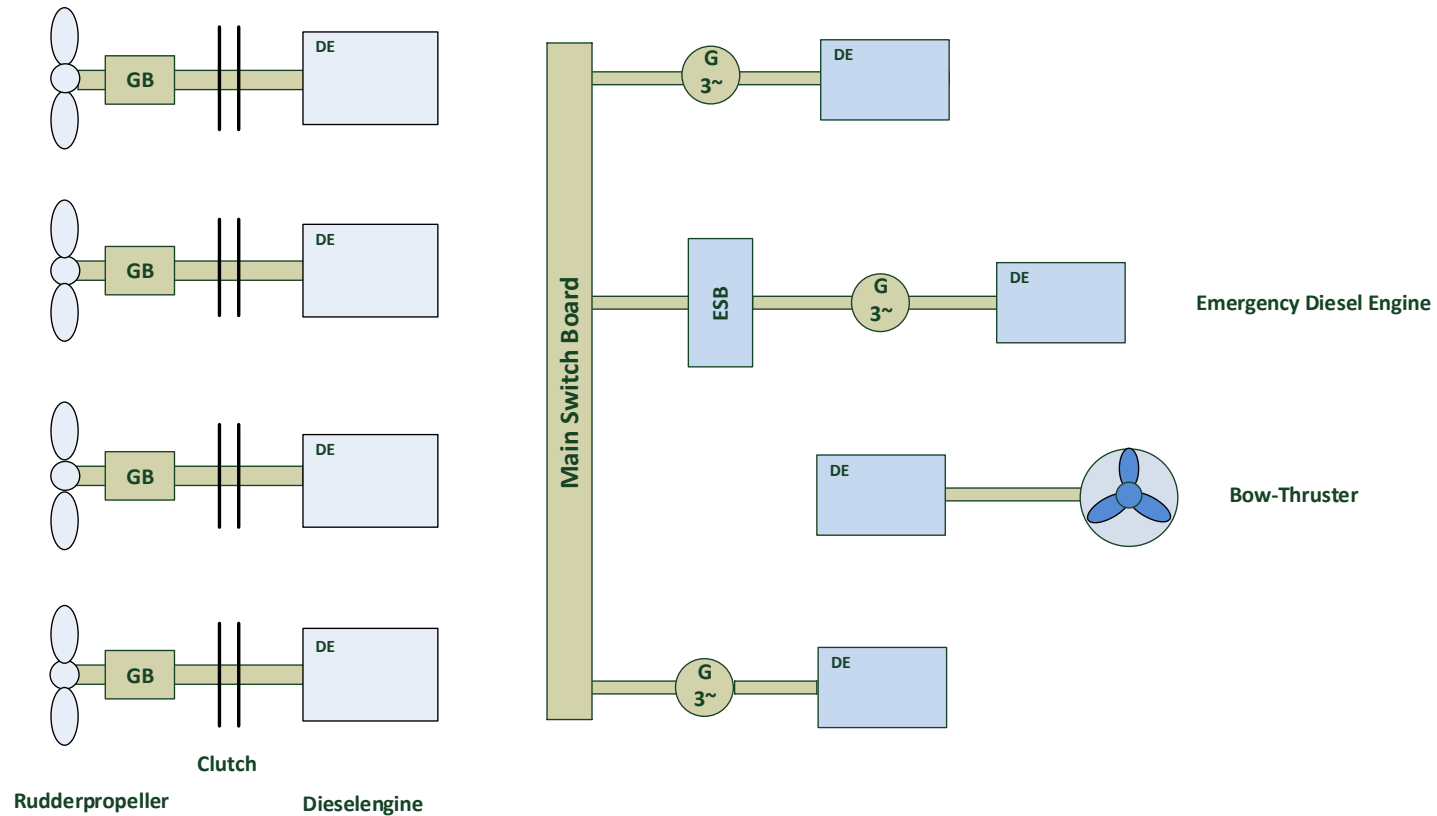 DE
GB
DE
GB
DE
GB
DE
GB
Clutch
Rudderpropeller
Dieselengine
Main Switch Board
G
3~
DE
ESB
G
3~
DE
Emergency Diesel Engine
DE
Bow-Thruster
G
3~
DE